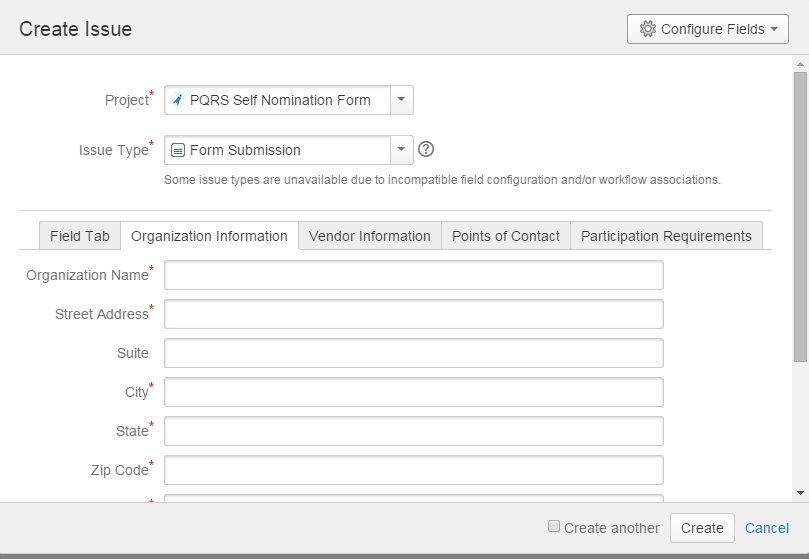 Create Issue
Configure Fields
Project*
PQRS Self Nomination Form
Issue Type*
Form Submission
?
Some issue types are unavailable due to incompatible field configuration and/or workflow associations.
Field Tab Organization Information Vendor Information Points of Contact Participation Requirements
Organization Name*
Street Address*
Suite
City*
State*
Zip Code*
*
Create another Create Cancel